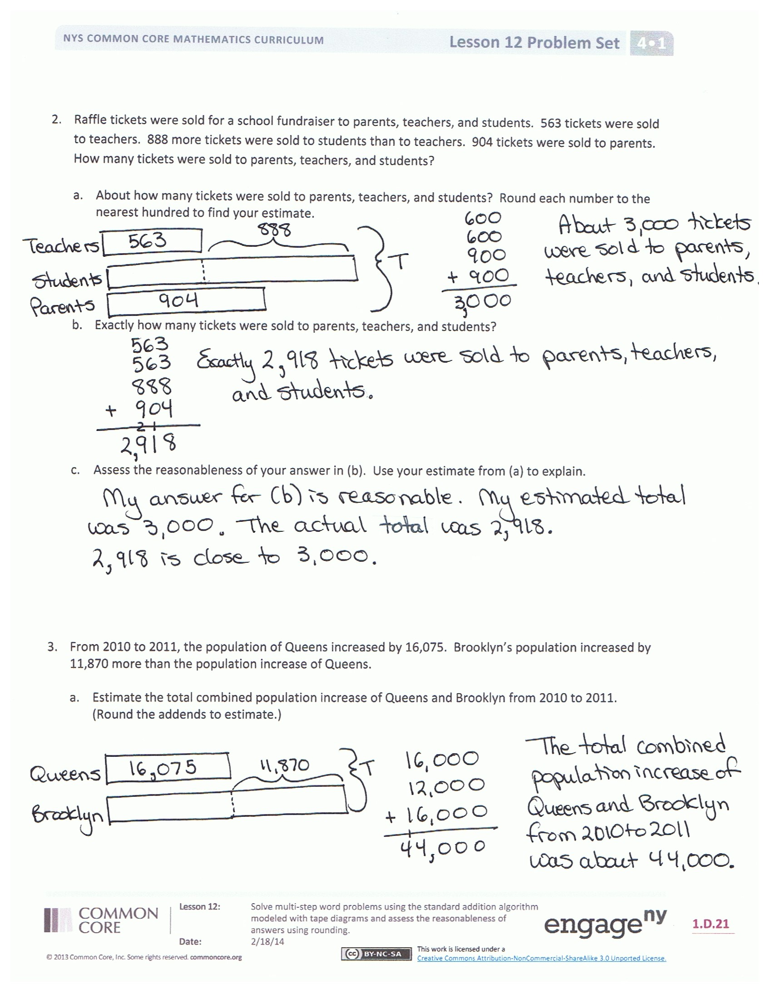 NYS COMMON CORE MATHEMATICS CURRICULUM
Lesson 12 Problem Set 4•1
2. Raffle tickets were sold for a school fundraiser to parents, teachers, and students. 563 tickets were sold
to teachers. 888 more tickets were sold to students than to teachers. 904 tickets were sold to parents.
How many tickets were sold to parents, teachers, and students?
a. About how many tickets were sold to parents, teachers, and students? Round each number to the
nearest hundred to find your estimate.
888
Teachers 563
Students
Parents 904
T
600
600
900
+ 900
3,000
About 3,000 tickets
were sold to parents,
teachers, and students.
b. Exactly how many tickets were sold to parents, teachers, and students?
563
563
888
+ 904
2 1
2,918
Exactly 2,918 tickets were sold to parents, teachers,
and students.
c. Assess the reasonableness of your answer in (b). Use your estimate from (a) to explain.
My answer for (b) is reasonable. My estimated total
was 3,000. The actual total was 2,918.
2,918 is close to 3,000.
3. From 2010 to 2011, the population of Queens increased by 16,075. Brooklyn's population increased by
11,870 more than the population increase of Queens.
a. Estimate the total combined population increase of Queens and Brooklyn from 2010 to 2011.
(Round the addends to estimate.)
Queens 16,075 11,870
Brooklyn
T
16,000
12,000
+ 16,000
1
44,000
The total combined
population increase of
Queens and Brooklyn
from 2010 to 2011
was about 44,000.
COMMON
CORE
Lesson 12:
Solve multi-step word problems using the standard addition algorithm
modeled with tape diagrams and assess the reasonableness of
answers using rounding.
Date:
2/18/14
engage ny
1.D.21
© 2013 Common Core, Inc. Some rights reserved. commoncore.org
(cc) BY-NC-SA
This work is licensed under a
Creative Commons Attribution-NonCommercial-ShareAlike 3.0 Unported License.